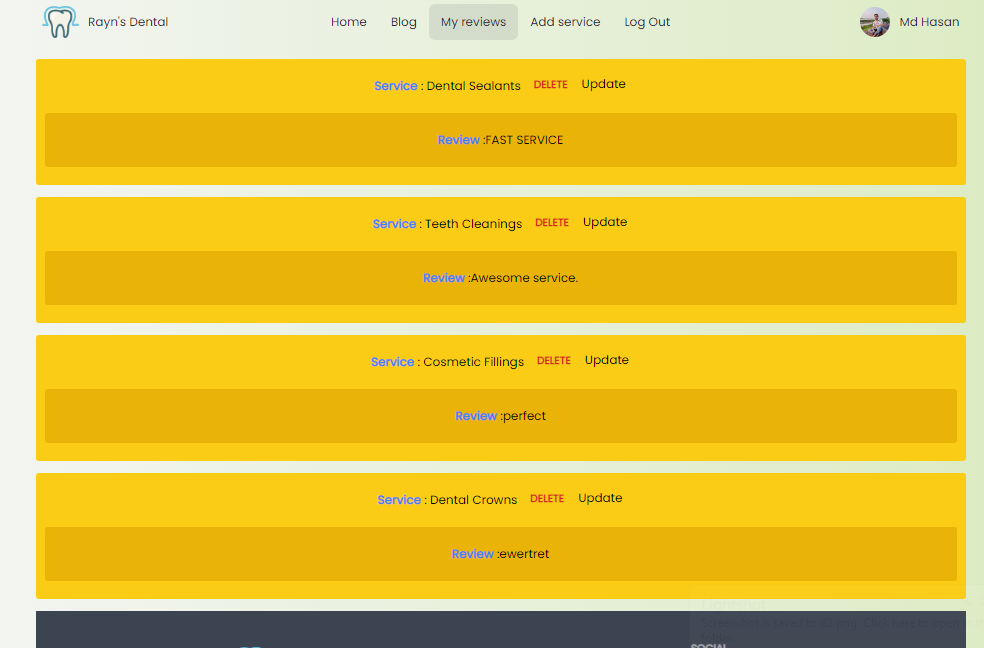 Rayn's Dental
Home Blog My reviews Add service Log Out
Md Hasan
Service : Dental Sealants DELETE Update
Review :FAST SERVICE
Service : Teeth Cleanings DELETE Update
Review :Awesome service.
Service : Cosmetic Fillings DELETE Update
Review :perfect
Service : Dental Crowns DELETE Update
Review :ewertret
SOCIAL